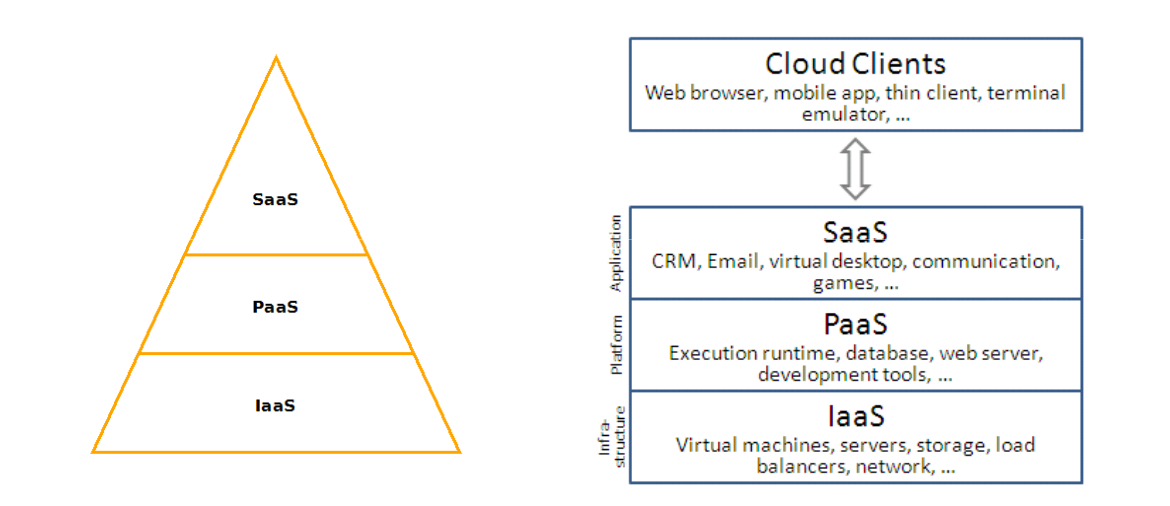 SaaS
PaaS
IaaS
Cloud Clients
Web browser, mobile app, thin client, terminal
emulator, ...
Application
SaaS
CRM, Email, virtual desktop, communication,
games, ...
Platform
PaaS
Execution runtime, database, web server,
development tools, ...
Infra-
structure
IaaS
Virtual machines, servers, storage, load
balancers, network, ...